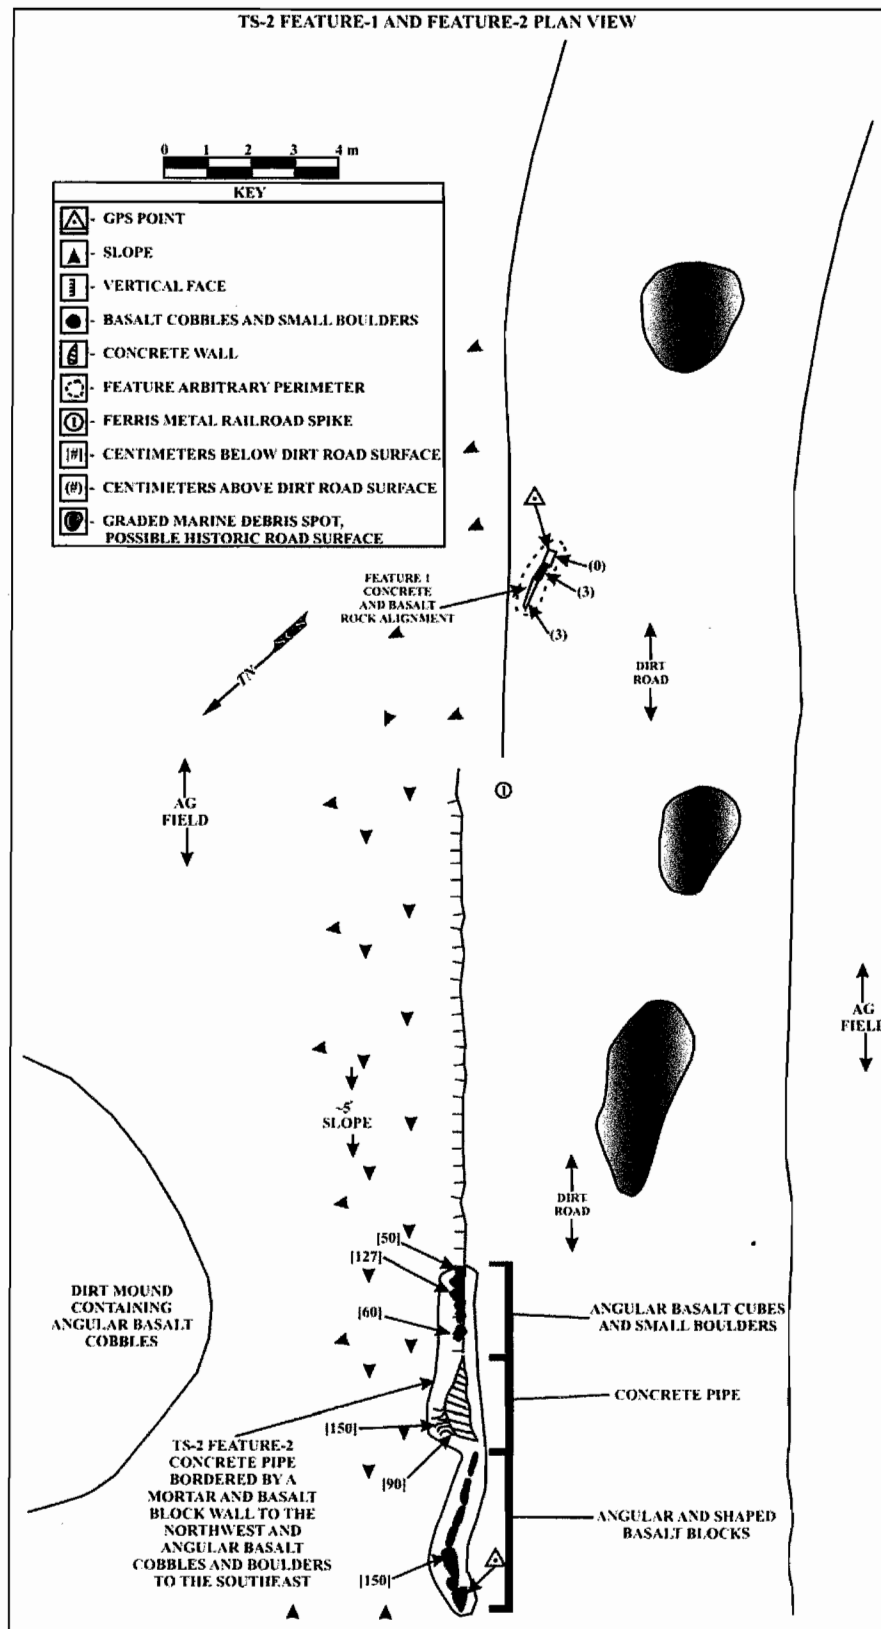 TS-2 FEATURE-1 AND FEATURE-2 PLAN VIEW
0 1 2 3 4 m
KEY
- GPS POINT
- SLOPE
- VERTICAL FACE
- BASALT COBBLES AND SMALL BOULDERS
- CONCRETE WALL
- FEATURE ARBITRARY PERIMETER
- FERRIS METAL RAILROAD SPIKE
[#] - CENTIMETERS BELOW DIRT ROAD SURFACE
(#) - CENTIMETERS ABOVE DIRT ROAD SURFACE
- GRADED MARINE DEBRIS SPOT,
POSSIBLE HISTORIC ROAD SURFACE
FEATURE 1
CONCRETE
AND BASALT
ROCK ALIGNMENT
(0)
(3)
(3)
TN
DIRT
ROAD
AG
FIELD
1
AG
FIELD
~5°
SLOPE
DIRT
ROAD
[50]
[127]
[60]
DIRT MOUND
CONTAINING
ANGULAR BASALT
COBBLES
ANGULAR BASALT CUBES
AND SMALL BOULDERS
CONCRETE PIPE
[150]
[90]
TS-2 FEATURE-2
CONCRETE PIPE
BORDERED BY A
MORTAR AND BASALT
BLOCK WALL TO THE
NORTHWEST AND
ANGULAR BASALT
COBBLES AND BOULDERS
TO THE SOUTHEAST
ANGULAR AND SHAPED
BASALT BLOCKS
[150]